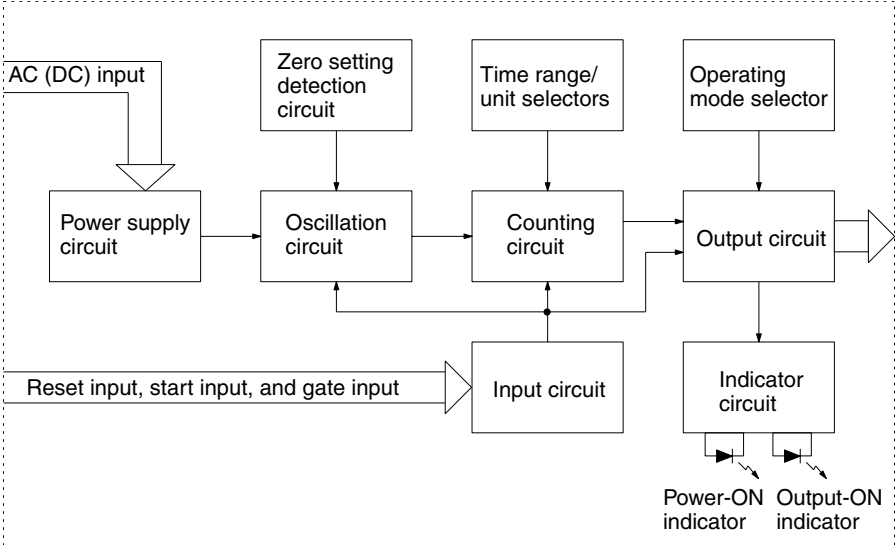 AC (DC) input
Zero setting
detection
circuit
Time range/
unit selectors
Operating
mode selector
Power supply
circuit
Oscillation
circuit
Counting
circuit
Output circuit
Reset input, start input, and gate input
Input circuit
Indicator
circuit
Power-ON
indicator
Output-ON
indicator